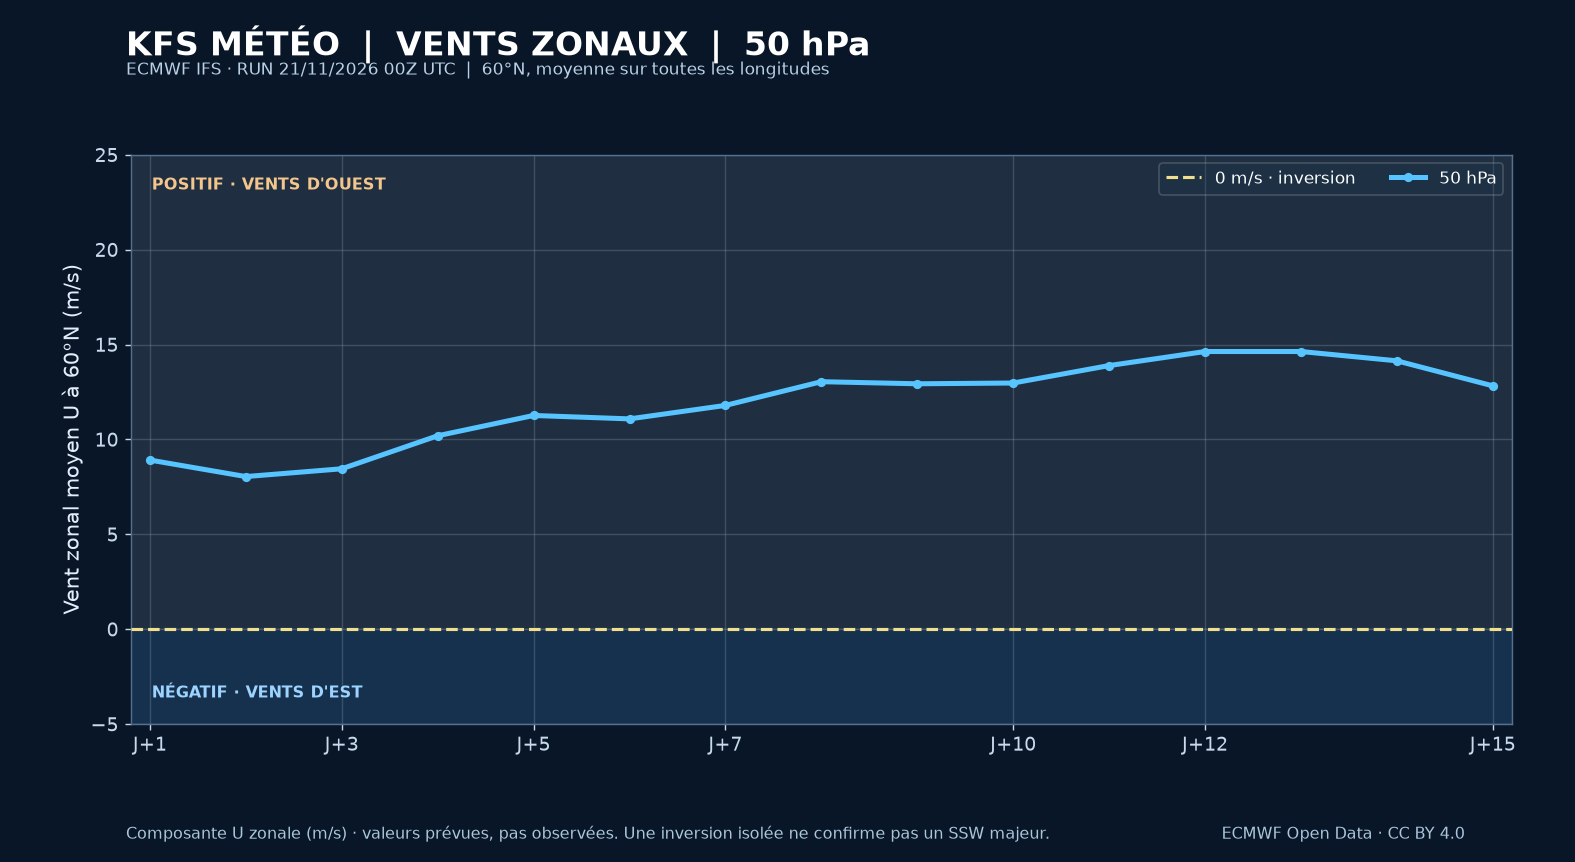 KFS MÉTÉO | VENTS ZONAUX | 50 hPa
ECMWF IFS · RUN 21/11/2026 00Z UTC | 60°N, moyenne sur toutes les longitudes
25
POSITIF · VENTS D'OUEST
0 m/s · inversion
50 hPa
20
15
10
5
0
−5
Vent zonal moyen U à 60°N (m/s)
NÉGATIF · VENTS D'EST
J+1 J+3 J+5 J+7 J+10 J+12 J+15
Composante U zonale (m/s) · valeurs prévues, pas observées. Une inversion isolée ne confirme pas un SSW majeur.
ECMWF Open Data · CC BY 4.0